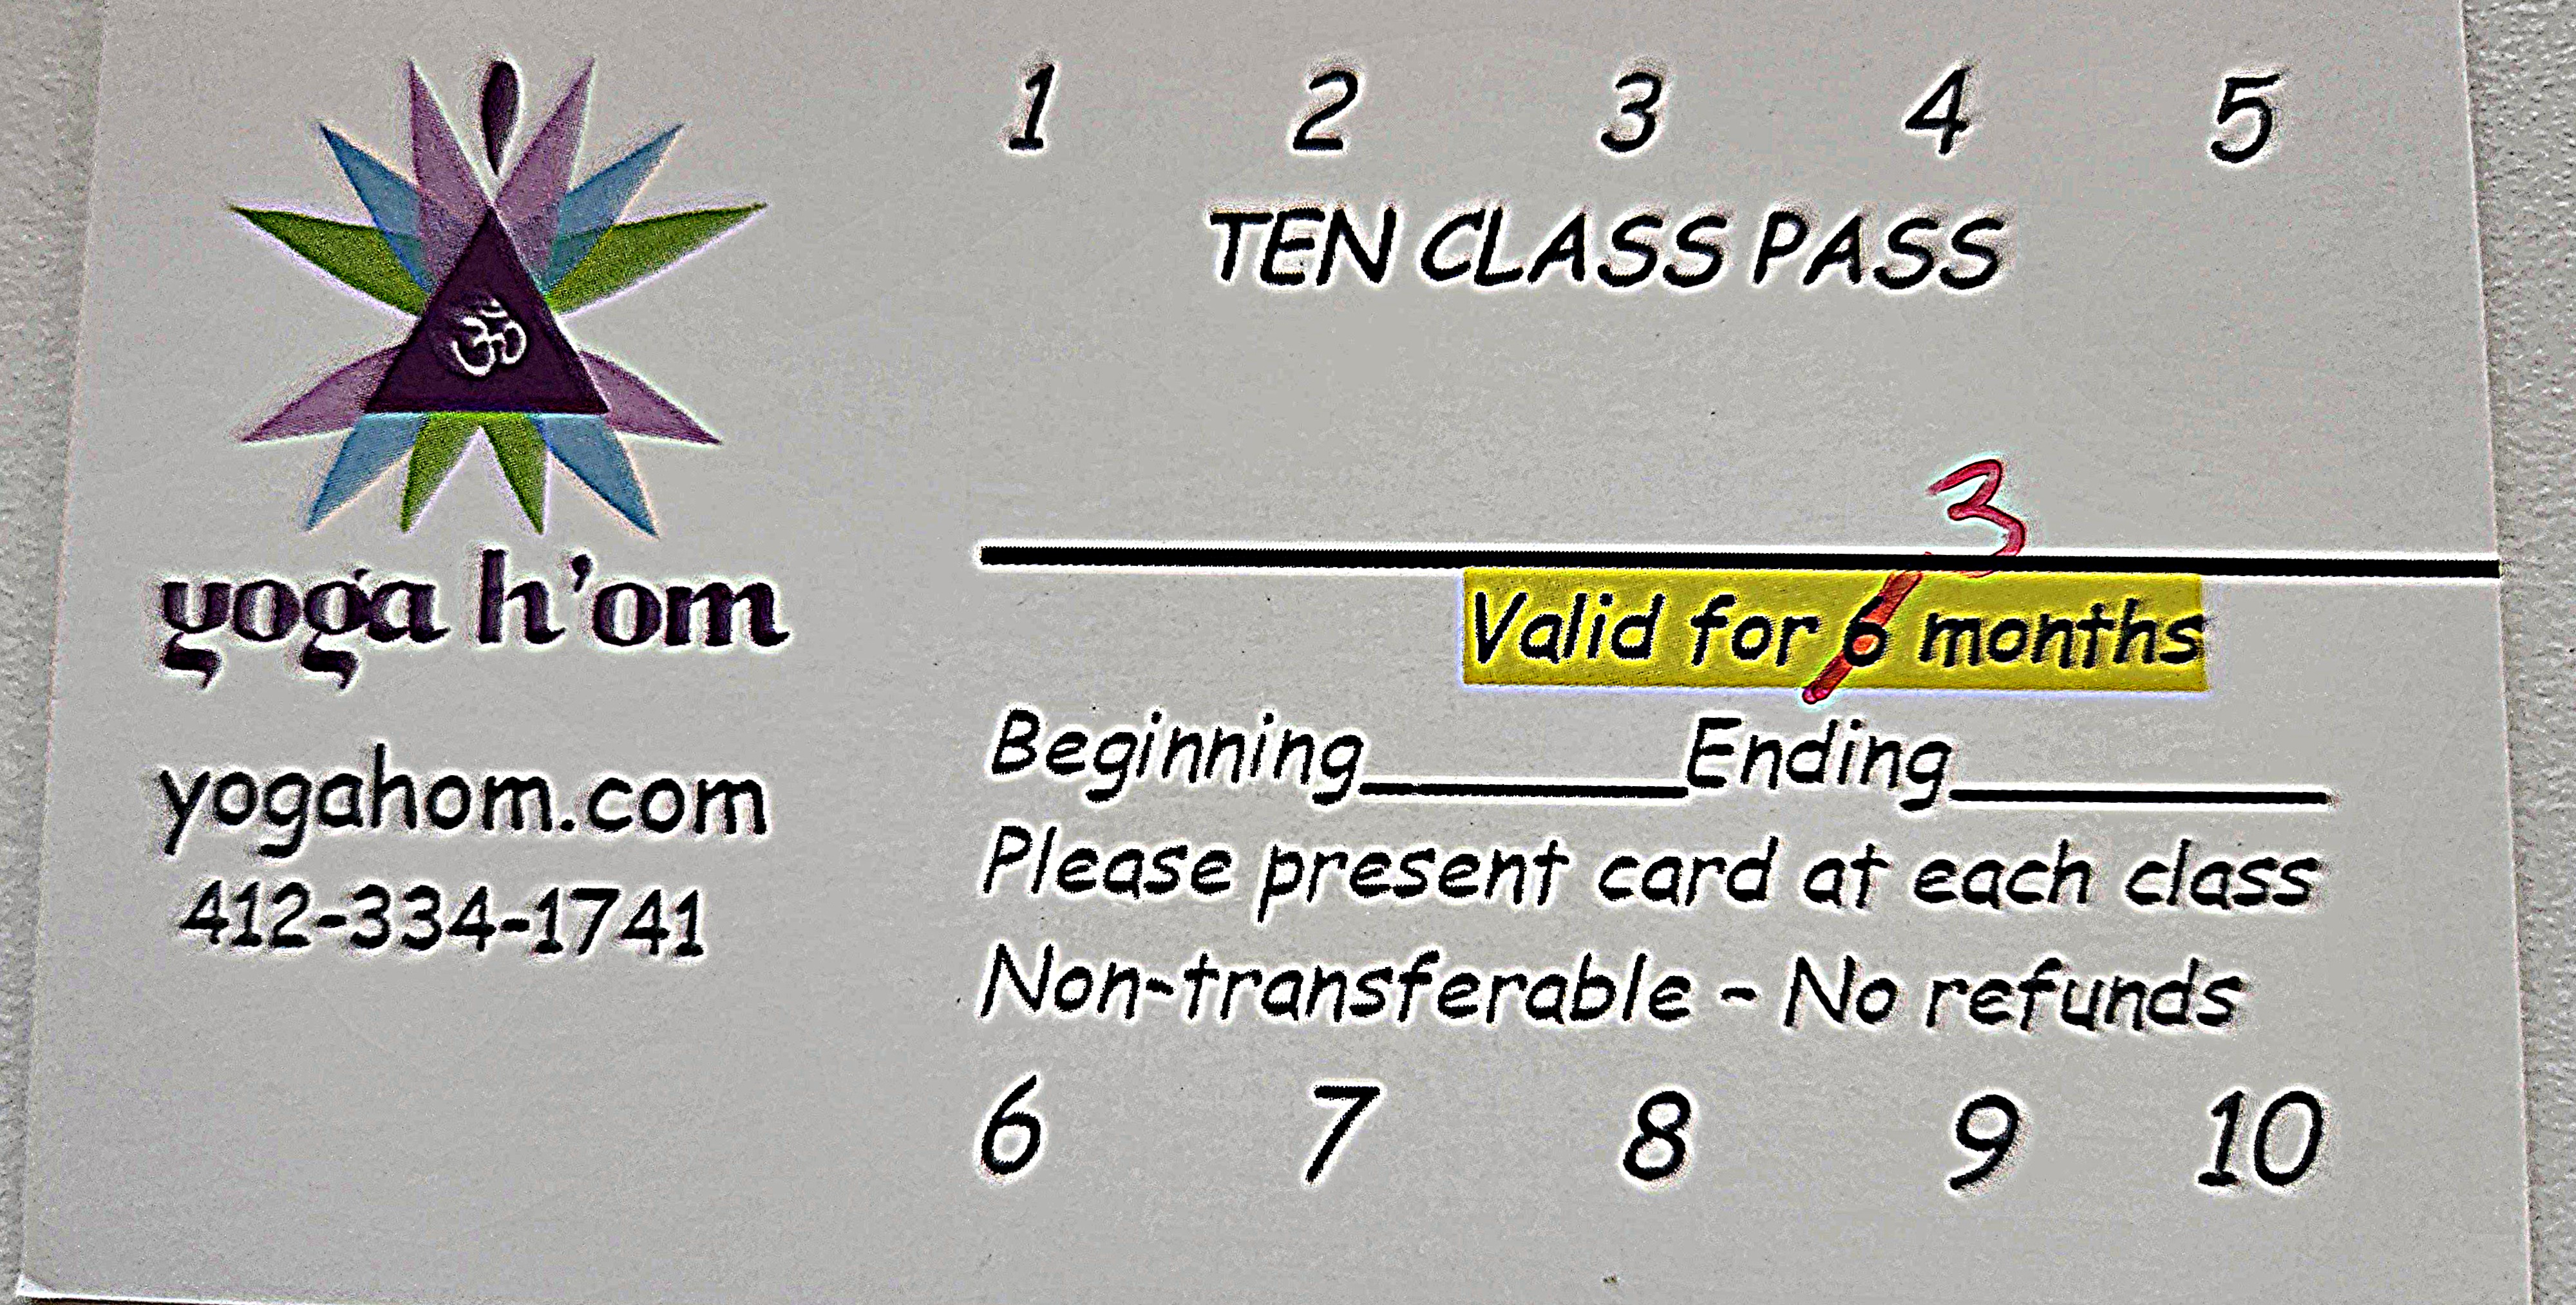 1 2 3 4 5
TEN CLASS PASS
3
Valid for 6 months
Beginning______Ending_______
Please present card at each class
Non-transferable - No refunds
6 7 8 9 10
ॐ
yoga h'om
yogahom.com
412-334-1741